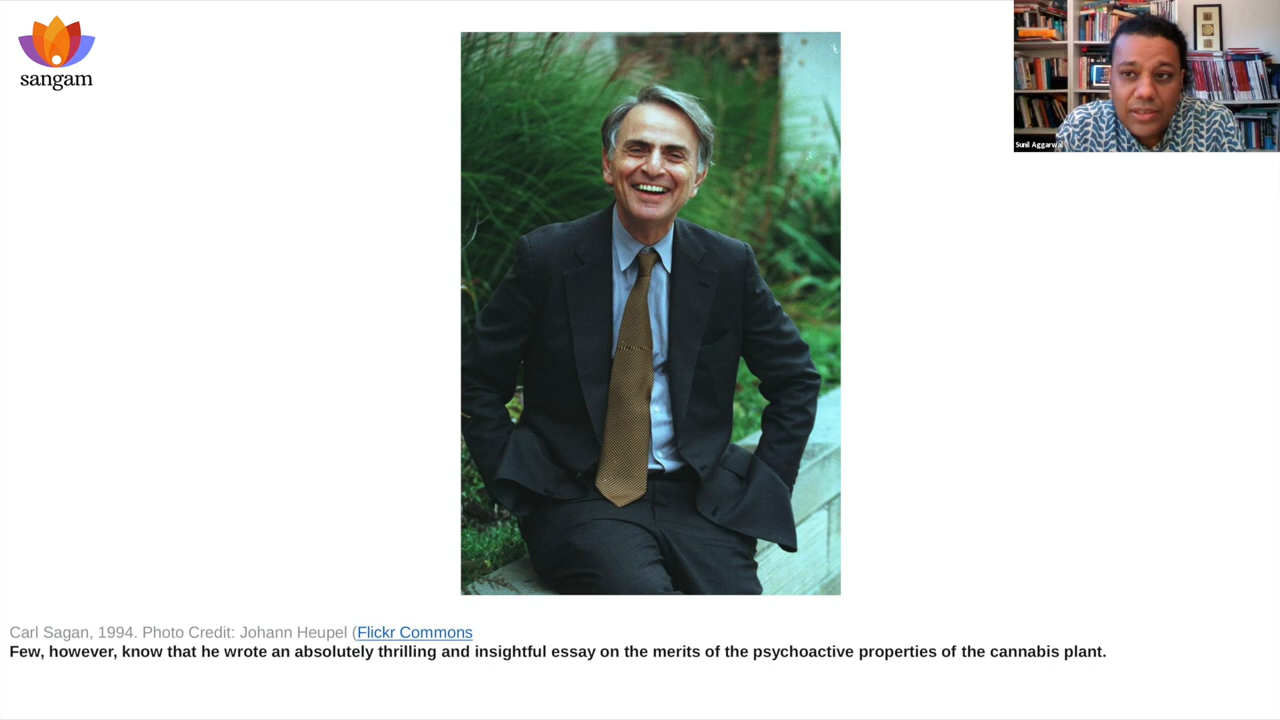 sangam
Sunil Aggarwal
Carl Sagan, 1994. Photo Credit: Johann Heupel (Flickr Commons
Few, however, know that he wrote an absolutely thrilling and insightful essay on the merits of the psychoactive properties of the cannabis plant.